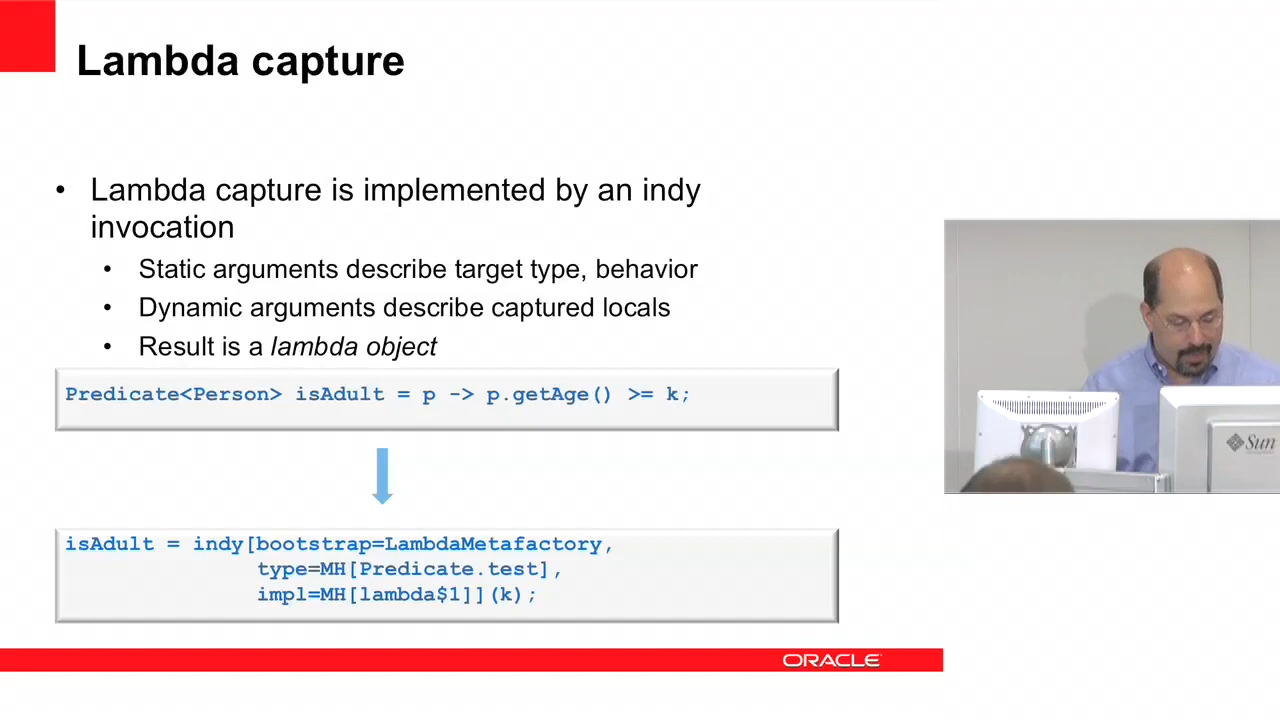 Lambda capture
• Lambda capture is implemented by an indy
invocation
• Static arguments describe target type, behavior
• Dynamic arguments describe captured locals
• Result is a lambda object
Predicate<Person> isAdult = p -> p.getAge() >= k;
isAdult = indy[bootstrap=LambdaMetafactory,
type=MH[Predicate.test],
impl=MH[lambda$1]](k);
ORACLE
Sun